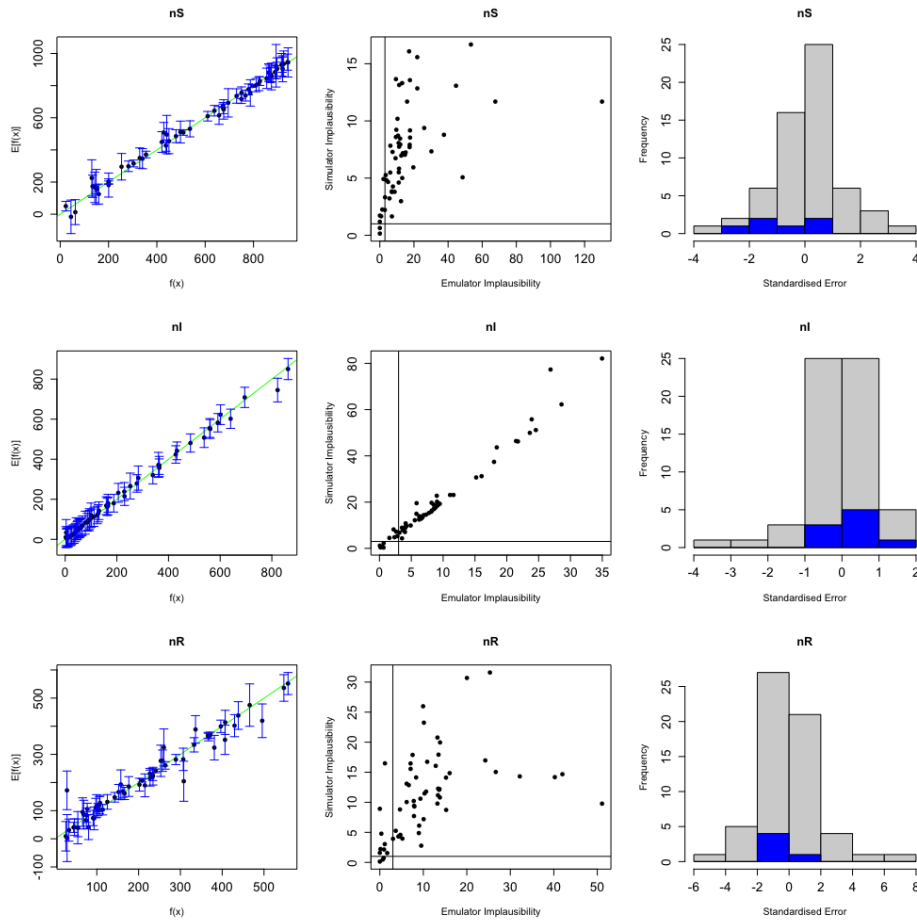 nS
nS
nS
E[f(x)]
0 200 400 600 800 1000
0 200 400 600 800
f(x)
Simulator Implausibility
0 5 10 15
0 20 40 60 80 100 120
Emulator Implausibility
Frequency
0 5 10 15 20 25
-4 -2 0 2 4
Standardised Error
nI
nI
nI
E[f(x)]
0 200 400 600 800
0 200 400 600 800
f(x)
Simulator Implausibility
0 20 40 60 80
0 5 10 15 20 25 30 35
Emulator Implausibility
Frequency
0 5 10 15 20 25
-4 -3 -2 -1 0 1 2
Standardised Error
nR
nR
nR
E[f(x)]
-100 0 100 300 500
100 200 300 400 500
f(x)
Simulator Implausibility
0 5 10 15 20 25 30
0 10 20 30 40 50
Emulator Implausibility
Frequency
0 5 10 15 20 25
-6 -4 -2 0 2 4 6 8
Standardised Error